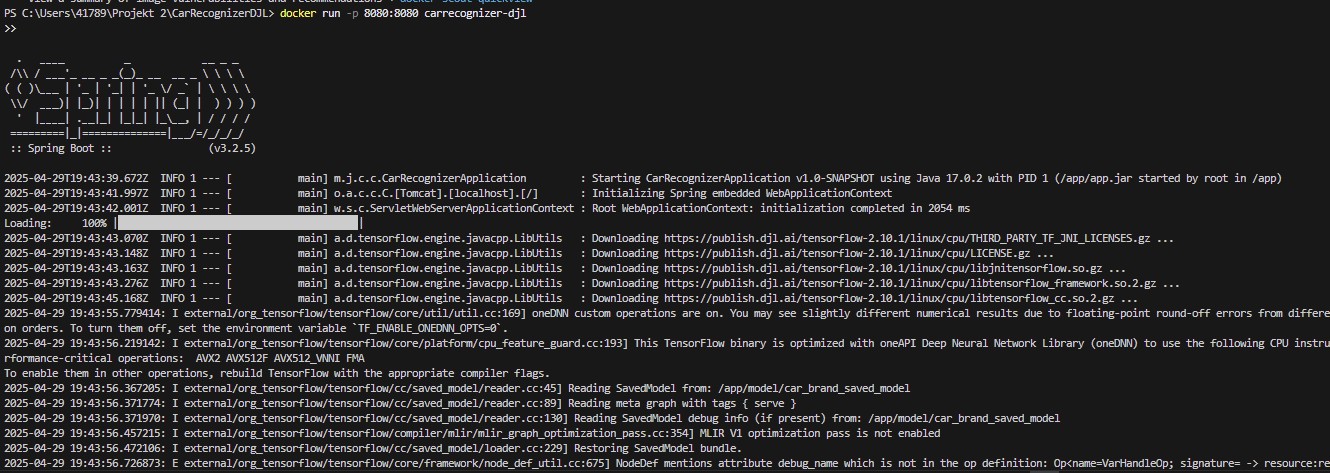 View a summary of image vulnerabilities and recommendations → docker scout quickview
PS C:\Users\41789\Projekt 2\CarRecognizerDJL> docker run -p 8080:8080 carrecognizer-djl
>>
:: Spring Boot ::                (v3.2.5)
2025-04-29T19:43:39.672Z  INFO 1 --- [           main] m.j.c.c.CarRecognizerApplication         : Starting CarRecognizerApplication v1.0-SNAPSHOT using Java 17.0.2 with PID 1 (/app/app.jar started by root in /app)
2025-04-29T19:43:41.997Z  INFO 1 --- [           main] o.a.c.c.C.[Tomcat].[localhost].[/]       : Initializing Spring embedded WebApplicationContext
2025-04-29T19:43:42.001Z  INFO 1 --- [           main] w.s.c.ServletWebServerApplicationContext : Root WebApplicationContext: initialization completed in 2054 ms
Loading:     100% |
2025-04-29T19:43:43.070Z  INFO 1 --- [           main] a.d.tensorflow.engine.javacpp.LibUtils   : Downloading https://publish.djl.ai/tensorflow-2.10.1/linux/cpu/THIRD_PARTY_TF_JNI_LICENSES.gz ...
2025-04-29T19:43:43.148Z  INFO 1 --- [           main] a.d.tensorflow.engine.javacpp.LibUtils   : Downloading https://publish.djl.ai/tensorflow-2.10.1/linux/cpu/LICENSE.gz ...
2025-04-29T19:43:43.163Z  INFO 1 --- [           main] a.d.tensorflow.engine.javacpp.LibUtils   : Downloading https://publish.djl.ai/tensorflow-2.10.1/linux/cpu/libjnitensorflow.so.gz ...
2025-04-29T19:43:43.276Z  INFO 1 --- [           main] a.d.tensorflow.engine.javacpp.LibUtils   : Downloading https://publish.djl.ai/tensorflow-2.10.1/linux/cpu/libtensorflow_framework.so.2.gz ...
2025-04-29T19:43:45.168Z  INFO 1 --- [           main] a.d.tensorflow.engine.javacpp.LibUtils   : Downloading https://publish.djl.ai/tensorflow-2.10.1/linux/cpu/libtensorflow_cc.so.2.gz ...
2025-04-29 19:43:55.779414: I external/org_tensorflow/tensorflow/core/util/util.cc:169] oneDNN custom operations are on. You may see slightly different numerical results due to floating-point round-off errors from differe
on orders. To turn them off, set the environment variable `TF_ENABLE_ONEDNN_OPTS=0`.
2025-04-29 19:43:56.219142: I external/org_tensorflow/tensorflow/core/platform/cpu_feature_guard.cc:193] This TensorFlow binary is optimized with oneAPI Deep Neural Network Library (oneDNN) to use the following CPU instru
rformance-critical operations:  AVX2 AVX512F AVX512_VNNI FMA
To enable them in other operations, rebuild TensorFlow with the appropriate compiler flags.
2025-04-29 19:43:56.367205: I external/org_tensorflow/tensorflow/cc/saved_model/reader.cc:45] Reading SavedModel from: /app/model/car_brand_saved_model
2025-04-29 19:43:56.371774: I external/org_tensorflow/tensorflow/cc/saved_model/reader.cc:89] Reading meta graph with tags { serve }
2025-04-29 19:43:56.371970: I external/org_tensorflow/tensorflow/cc/saved_model/reader.cc:130] Reading SavedModel debug info (if present) from: /app/model/car_brand_saved_model
2025-04-29 19:43:56.457215: I external/org_tensorflow/tensorflow/compiler/mlir/mlir_graph_optimization_pass.cc:354] MLIR V1 optimization pass is not enabled
2025-04-29 19:43:56.472106: I external/org_tensorflow/tensorflow/cc/saved_model/loader.cc:229] Restoring SavedModel bundle.
2025-04-29 19:43:56.726873: E external/org_tensorflow/tensorflow/core/framework/node_def_util.cc:675] NodeDef mentions attribute debug_name which is not in the op definition: Op<name=VarHandleOp; signature= -> resource:re